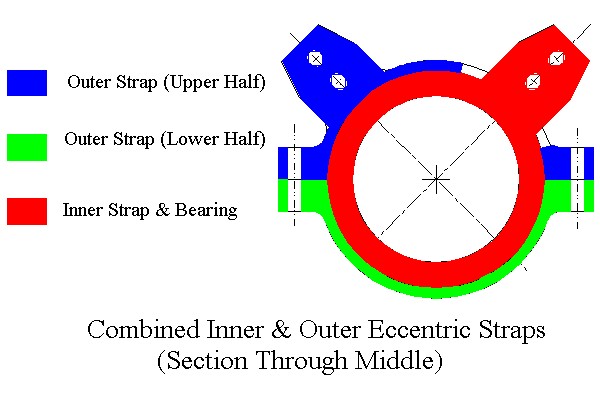 Outer Strap (Upper Half)
Outer Strap (Lower Half)
Inner Strap & Bearing
Combined Inner & Outer Eccentric Straps
(Section Through Middle)